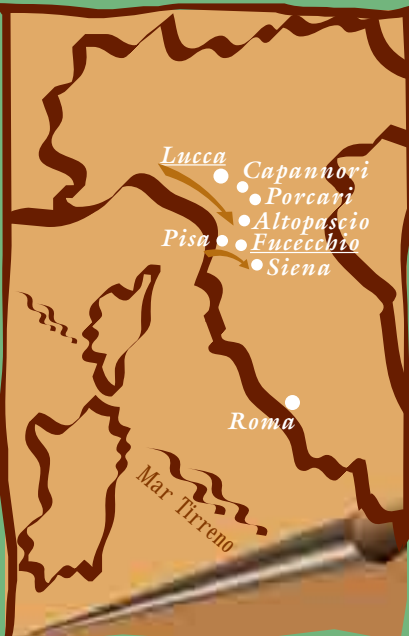 Lucca
Capannori
Porcari
Altopascio
Pisa
Fucecchio
Siena
Roma
Mar Tirreno